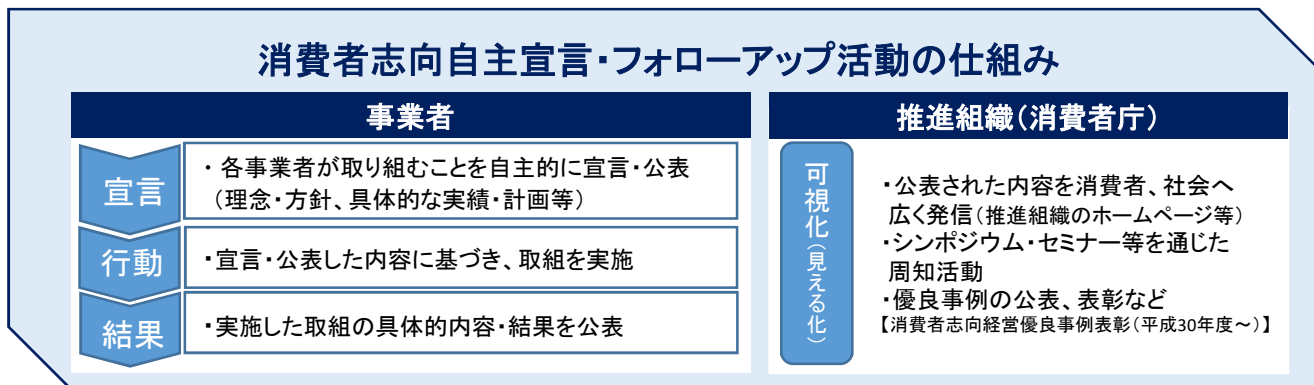 消費者志向自主宣言・フォローアップ活動の仕組み
事業者
宣言
・各事業者が取り組むことを自主的に宣言・公表
（理念・方針、具体的な実績・計画等）
行動
・宣言・公表した内容に基づき、取組を実施
結果
・実施した取組の具体的内容・結果を公表
推進組織（消費者庁）
可視化（見える化）
・公表された内容を消費者、社会へ
広く発信（推進組織のホームページ等）
・シンポジウム・セミナー等を通じた
周知活動
・優良事例の公表、表彰など
【消費者志向経営優良事例表彰（平成30年度～）】